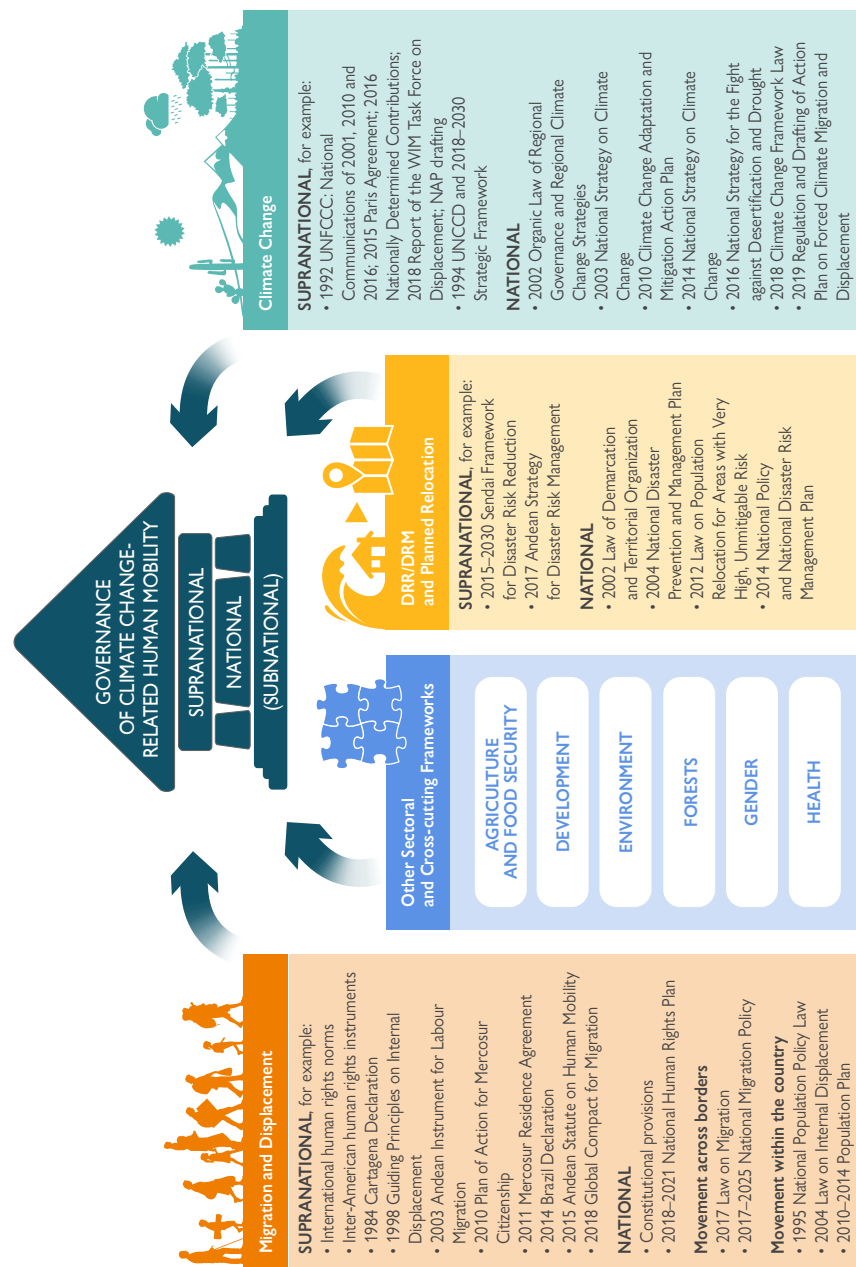 GOVERNANCE
OF CLIMATE CHANGE-
RELATED HUMAN MOBILITY
SUPRANATIONAL
NATIONAL
(SUBNATIONAL)
Migration and Displacement
SUPRANATIONAL, for example:
• International human rights norms
• Inter-American human rights instruments
• 1984 Cartagena Declaration
• 1998 Guiding Principles on Internal
Displacement
• 2003 Andean Instrument for Labour
Migration
• 2010 Plan of Action for Mercosur
Citizenship
• 2011 Mercosur Residence Agreement
• 2014 Brazil Declaration
• 2015 Andean Statute on Human Mobility
• 2018 Global Compact for Migration
NATIONAL
• Constitutional provisions
• 2018–2021 National Human Rights Plan
Movement across borders
• 2017 Law on Migration
• 2017–2025 National Migration Policy
Movement within the country
• 1995 National Population Policy Law
• 2004 Law on Internal Displacement
• 2010–2014 Population Plan
Other Sectoral
and Cross-cutting Frameworks
AGRICULTURE
AND FOOD SECURITY
DEVELOPMENT
ENVIRONMENT
FORESTS
GENDER
HEALTH
DRR/DRM
and Planned Relocation
SUPRANATIONAL, for example:
• 2015–2030 Sendai Framework
for Disaster Risk Reduction
• 2017 Andean Strategy
for Disaster Risk Management
NATIONAL
• 2002 Law of Demarcation
and Territorial Organization
• 2004 National Disaster
Prevention and Management Plan
• 2012 Law on Population
Relocation for Areas with Very
High, Unmitigable Risk
• 2014 National Policy
and National Disaster Risk
Management Plan
Climate Change
SUPRANATIONAL, for example:
• 1992 UNFCCC: National
Communications of 2001, 2010 and
2016; 2015 Paris Agreement; 2016
Nationally Determined Contributions;
2018 Report of the WIM Task Force on
Displacement; NAP drafting
• 1994 UNCCD and 2018–2030
Strategic Framework
NATIONAL
• 2002 Organic Law of Regional
Governance and Regional Climate
Change Strategies
• 2003 National Strategy on Climate
Change
• 2010 Climate Change Adaptation and
Mitigation Action Plan
• 2014 National Strategy on Climate
Change
• 2016 National Strategy for the Fight
against Desertification and Drought
• 2018 Climate Change Framework Law
• 2019 Regulation and Drafting of Action
Plan on Forced Climate Migration and
Displacement